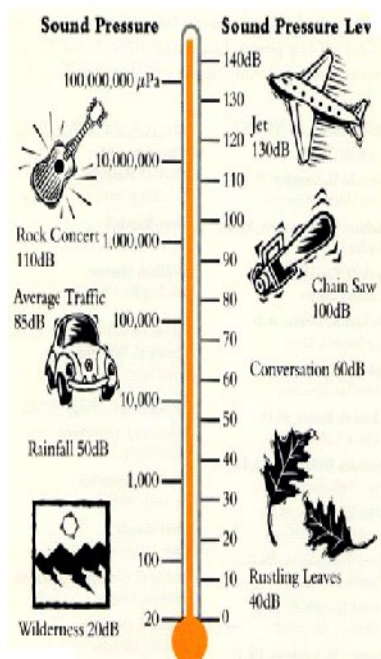 Sound Pressure
Sound Pressure Lev
100,000,000 µPa
10,000,000
1,000,000
100,000
10,000
1,000
100
20
140dB
130
120
110
100
90
80
70
60
50
40
30
20
10
0
Rock Concert
110dB
Average Traffic
85dB
Rainfall 50dB
Wilderness 20dB
Jet
130dB
Chain Saw
100dB
Conversation 60dB
Rustling Leaves
40dB